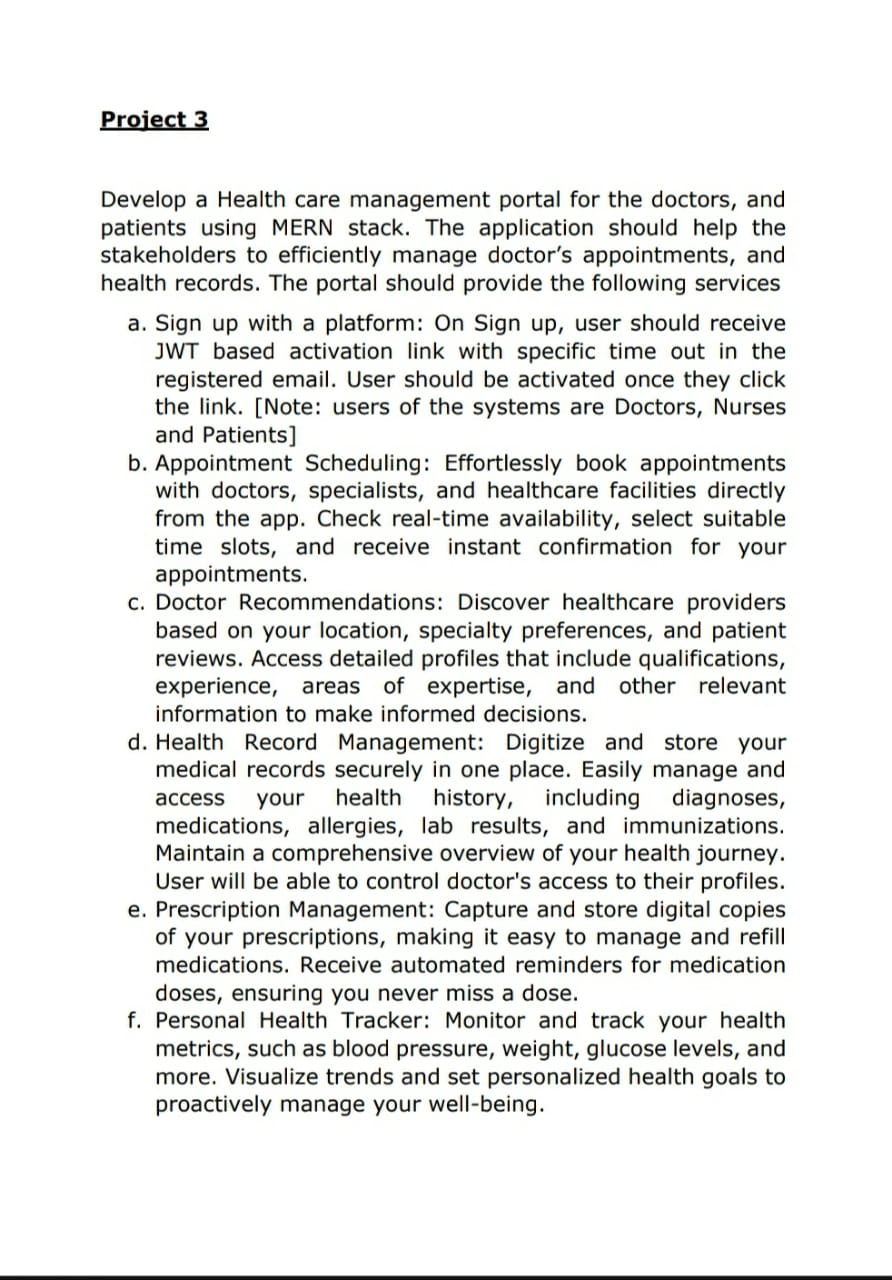 Project 3
Develop a Health care management portal for the doctors, and
patients using MERN stack. The application should help the
stakeholders to efficiently manage doctor's appointments, and
health records. The portal should provide the following services
a. Sign up with a platform: On Sign up, user should receive
JWT based activation link with specific time out in the
registered email. User should be activated once they click
the link. [Note: users of the systems are Doctors, Nurses
and Patients]
b. Appointment Scheduling: Effortlessly book appointments
with doctors, specialists, and healthcare facilities directly
from the app. Check real-time availability, select suitable
time slots, and receive instant confirmation for your
appointments.
c. Doctor Recommendations: Discover healthcare providers
based on your location, specialty preferences, and patient
reviews. Access detailed profiles that include qualifications,
experience, areas of expertise, and other relevant
information to make informed decisions.
d. Health Record Management: Digitize and store your
medical records securely in one place. Easily manage and
access your health history, including diagnoses,
medications, allergies, lab results, and immunizations.
Maintain a comprehensive overview of your health journey.
User will be able to control doctor's access to their profiles.
e. Prescription Management: Capture and store digital copies
of your prescriptions, making it easy to manage and refill
medications. Receive automated reminders for medication
doses, ensuring you never miss a dose.
f. Personal Health Tracker: Monitor and track your health
metrics, such as blood pressure, weight, glucose levels, and
more. Visualize trends and set personalized health goals to
proactively manage your well-being.